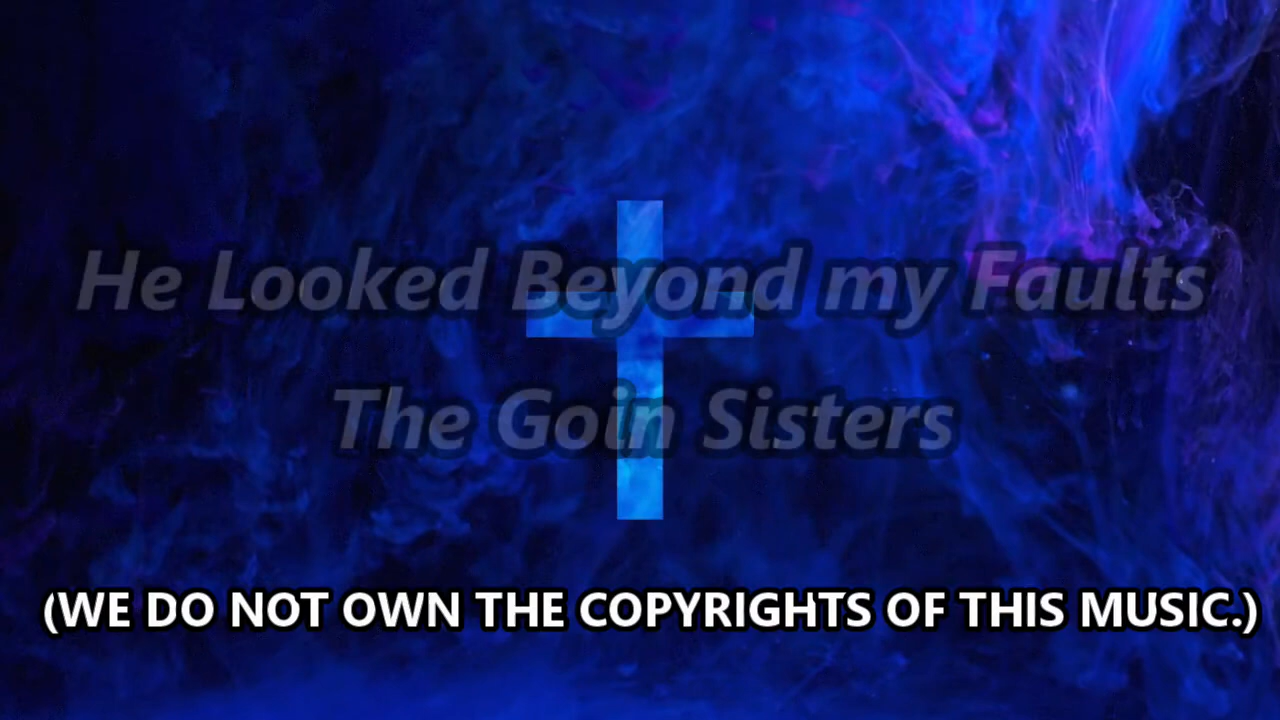 He Looked Beyond my Faults
The Goin Sisters
(WE DO NOT OWN THE COPYRIGHTS OF THIS MUSIC.)